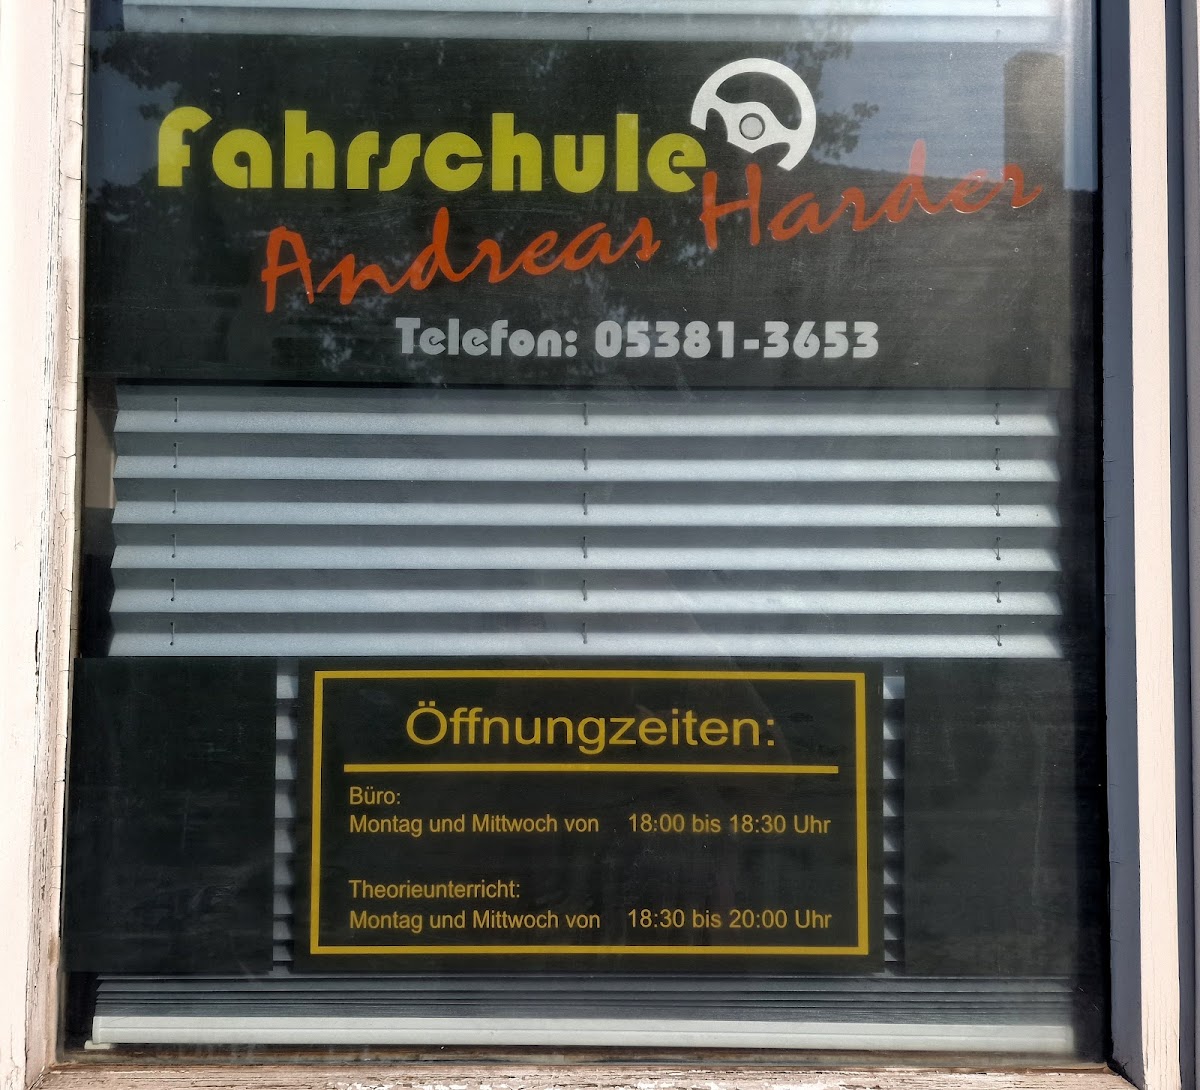 Fahrschule
Andreas Harder
Telefon: 05381-3653
Öffnungzeiten:
Büro:
Montag und Mittwoch von 18:00 bis 18:30 Uhr
Theorieunterricht:
Montag und Mittwoch von 18:30 bis 20:00 Uhr